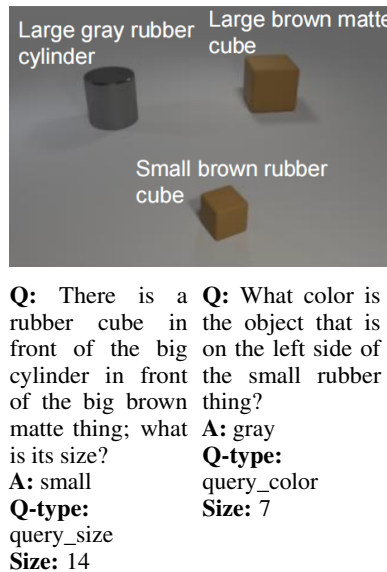 Large gray rubber
cylinder
Large brown matte
cube
Small brown rubber
cube
Q: There is a
rubber cube in
front of the big
cylinder in front
of the big brown
matte thing; what
is its size?
A: small
Q-type:
query_size
Size: 14
Q: What color is
the object that is
on the left side of
the small rubber
thing?
A: gray
Q-type:
query_color
Size: 7